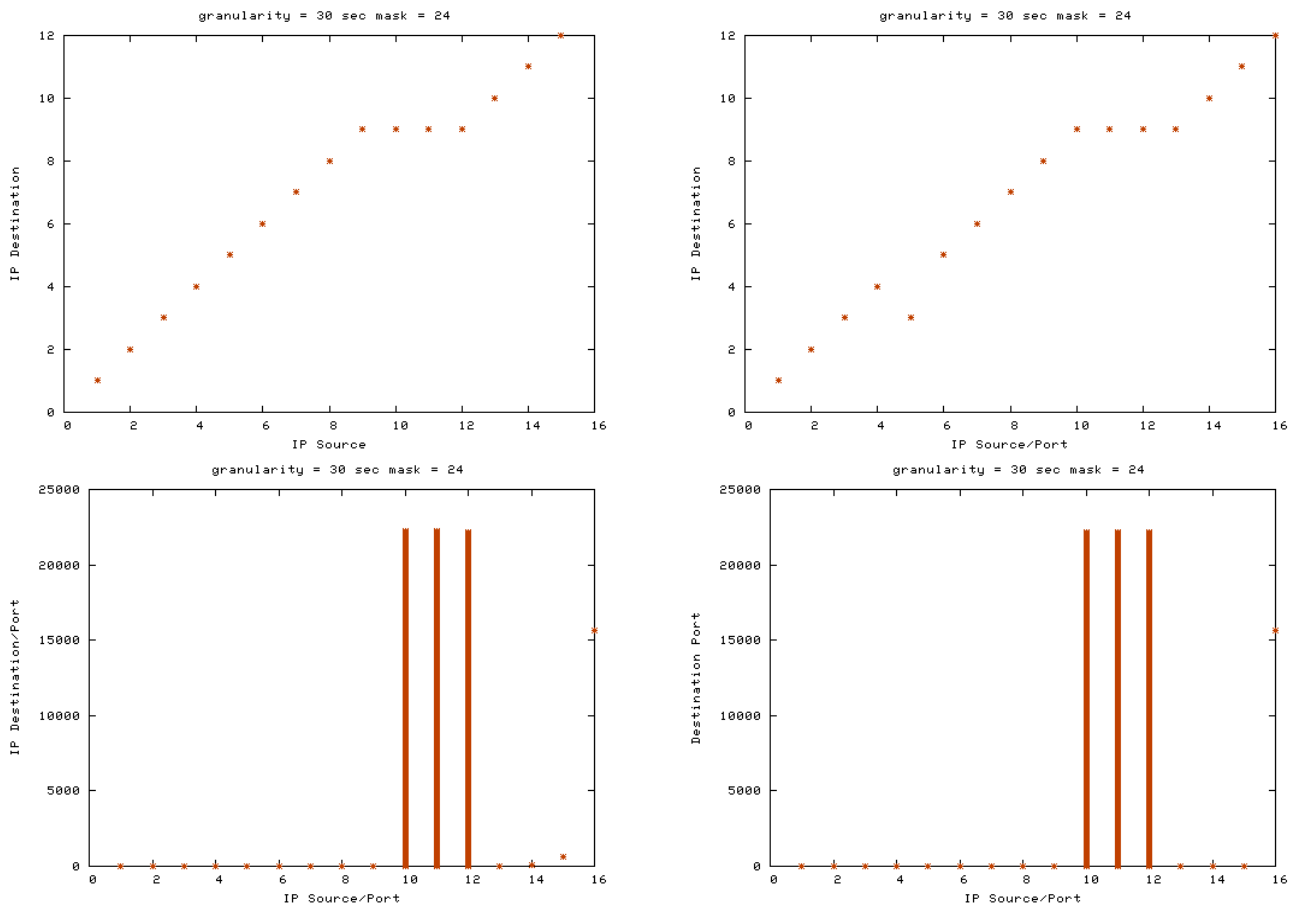 granularity = 30 sec mask = 24
12
10
8
6
4
2
0
IP Destination
0 2 4 6 8 10 12 14 16
IP Source
granularity = 30 sec mask = 24
12
10
8
6
4
2
0
IP Destination
0 2 4 6 8 10 12 14 16
IP Source/Port
granularity = 30 sec mask = 24
25000
20000
15000
10000
5000
0
IP Destination/Port
0 2 4 6 8 10 12 14 16
IP Source/Port
granularity = 30 sec mask = 24
25000
20000
15000
10000
5000
0
Destination Port
0 2 4 6 8 10 12 14 16
IP Source/Port